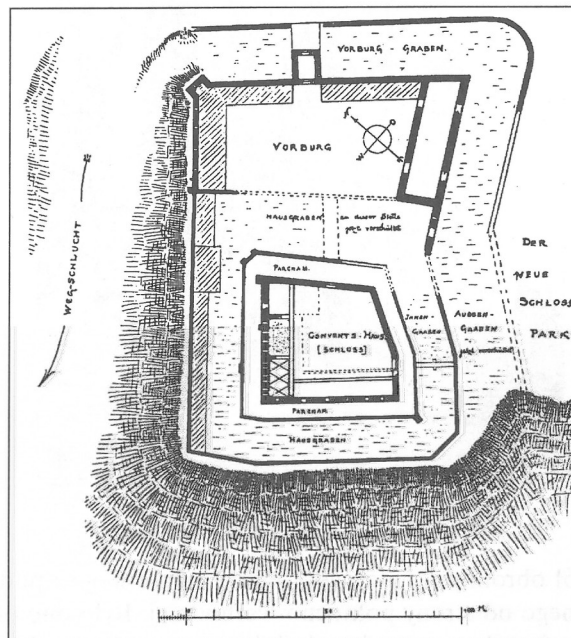 VORBURG - GRABEN.
VORBURG
HAUSGRABEN
an dieser Stelle
jetzt verschüttet
WEG-SCHLUCHT
PARCHAM.
CONVENTS-HAUS
[SCHLOSS]
INNEN-
GRABEN
AUSSEN-
GRABEN
jetzt verschüttet
DER
NEUE
SCHLOSS
PARK
PARCHAM
HAUSGRABEN
100 M.